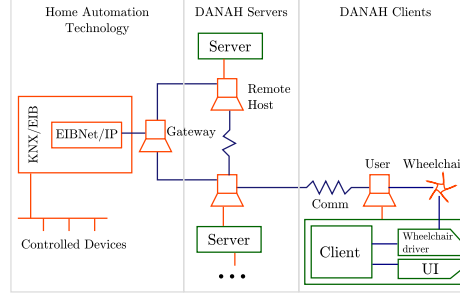 Home Automation
Technology
DANAH Servers
DANAH Clients
Server
Remote
Host
KNX/EIB
EIBNet/IP
Gateway
User
Wheelchair
Comm
Controlled Devices
Server
Client
Wheelchair
driver
UI